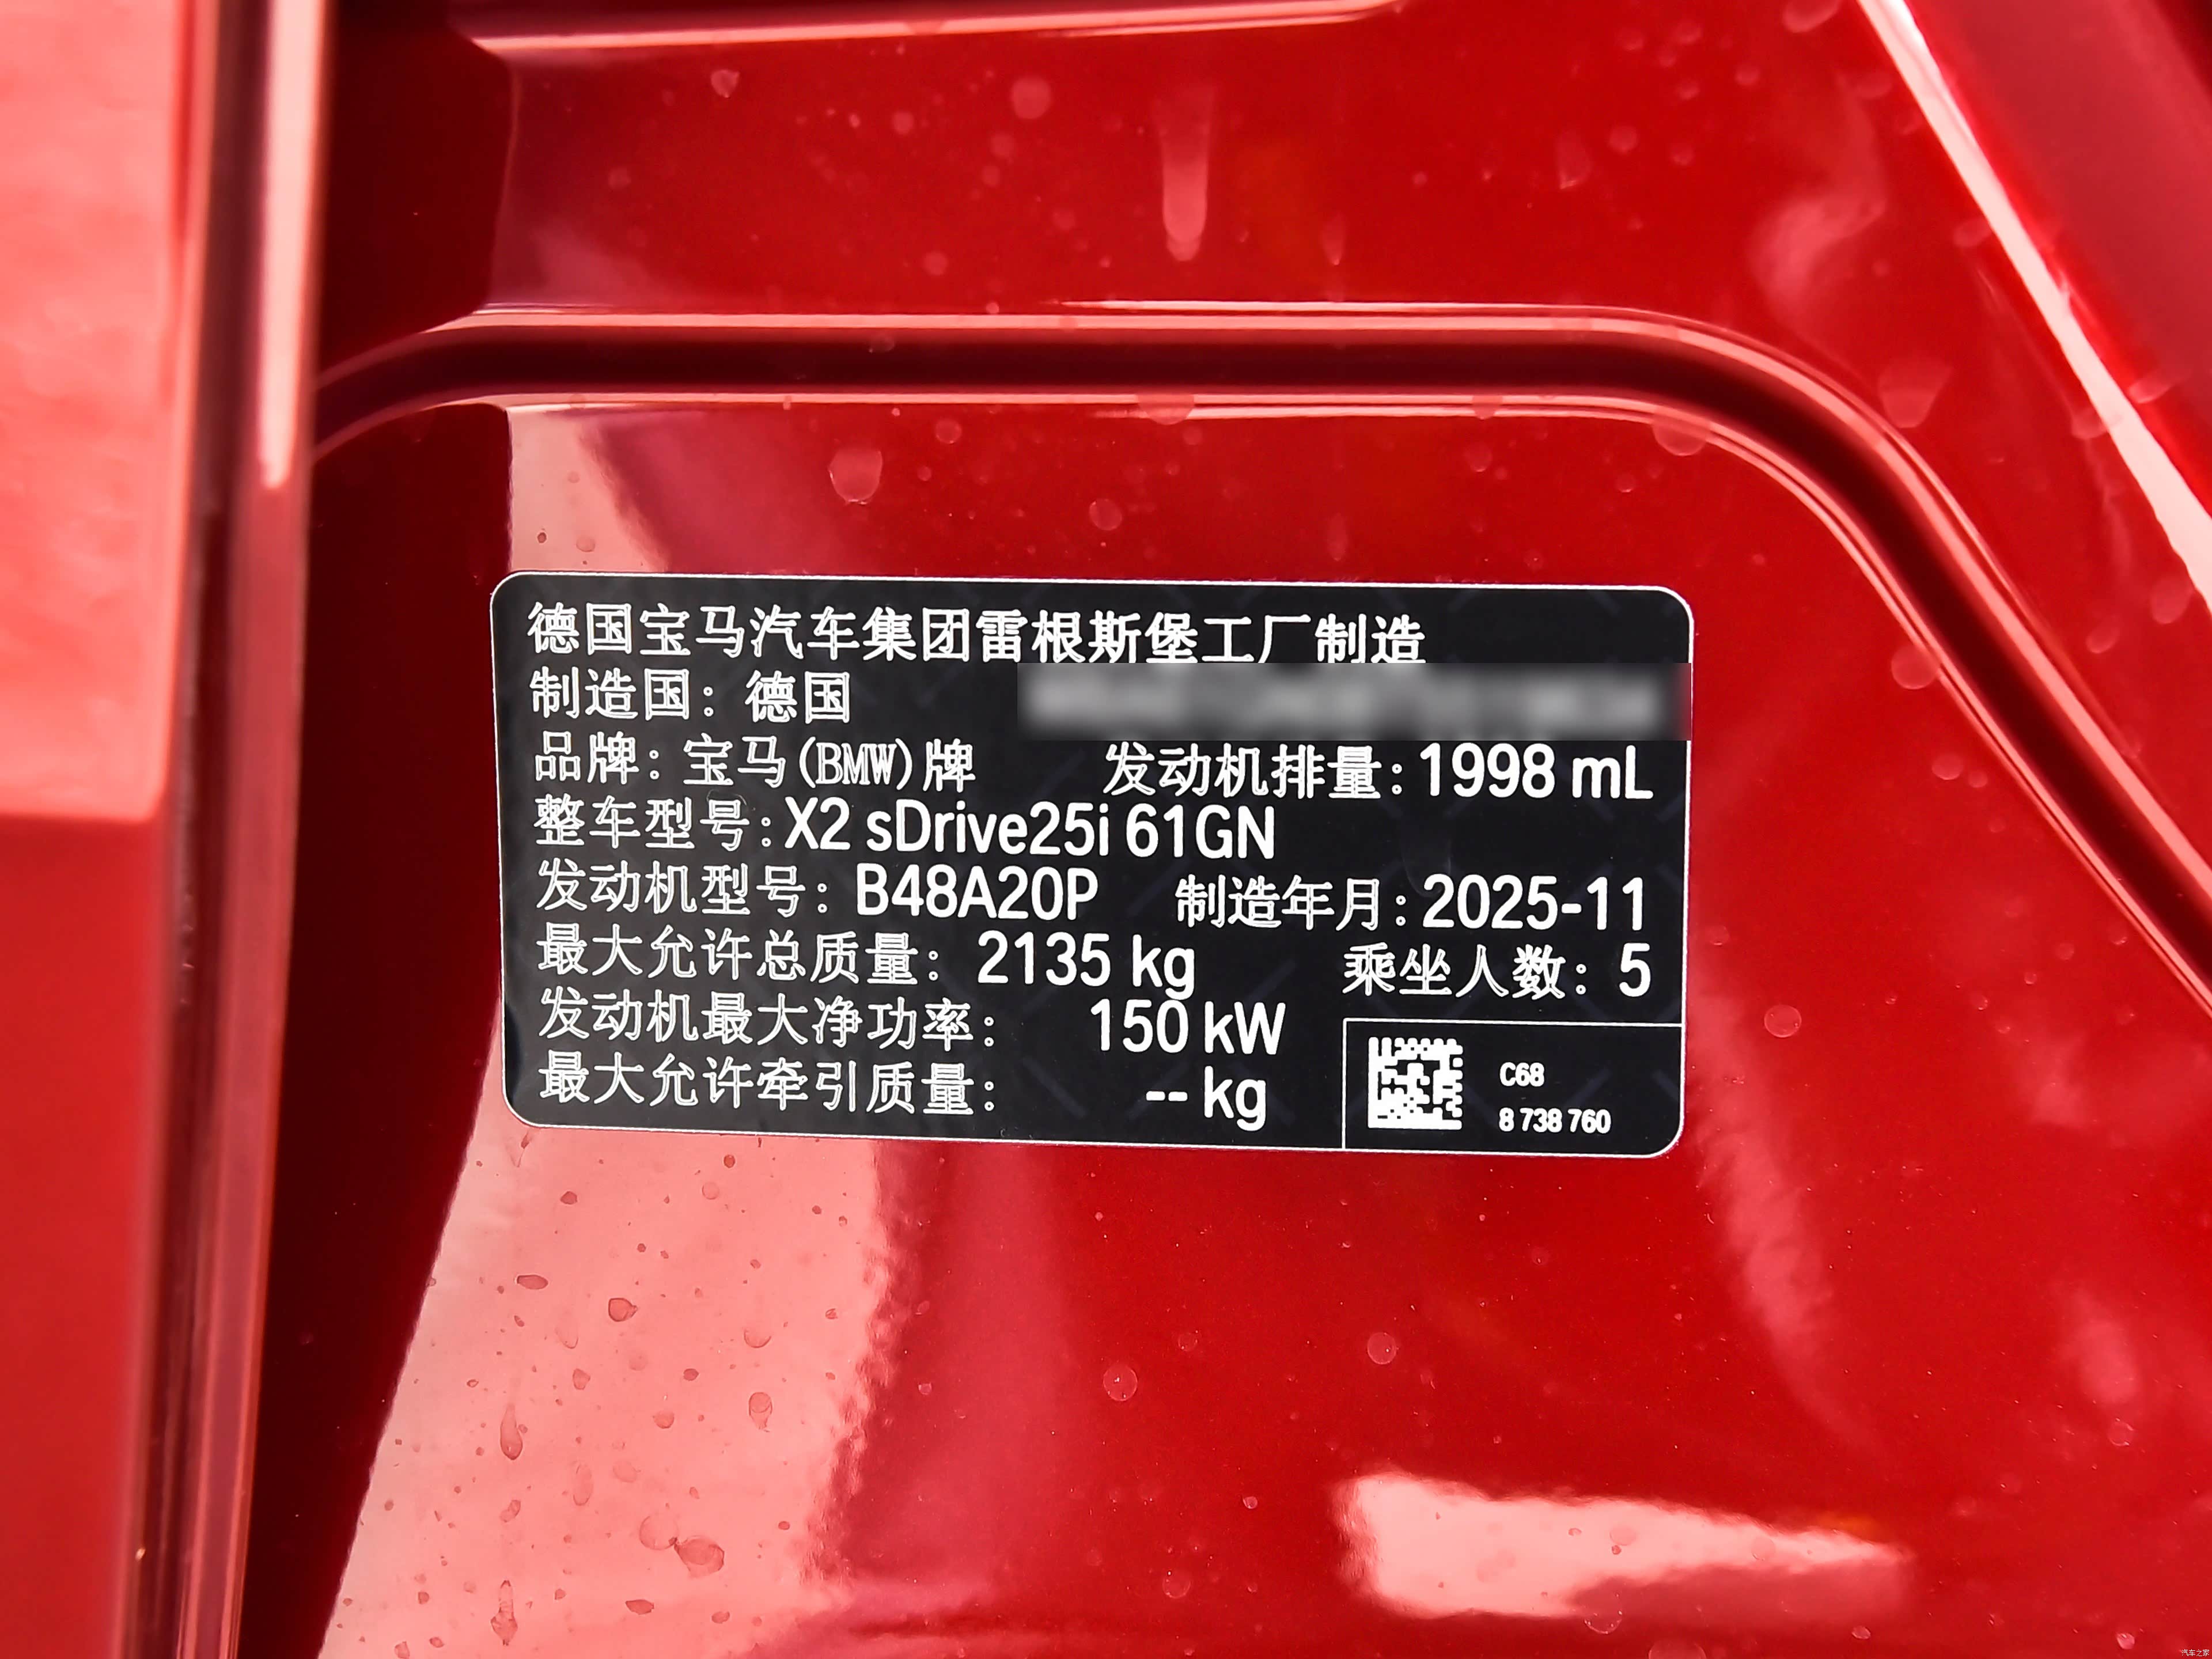 德国宝马汽车集团雷根斯堡工厂制造
制造国：德国
品牌：宝马(BMW)牌 发动机排量：1998 mL
整车型号：X2 sDrive25i 61GN
发动机型号：B48A20P 制造年月：2025-11
最大允许总质量：2135 kg 乘坐人数：5
发动机最大净功率：150 kW
最大允许牵引质量：-- kg
C68
8 738 760
汽车之家